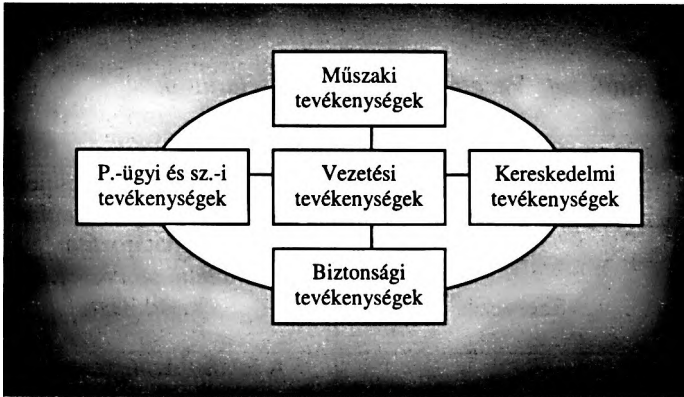 Műszaki
tevékenységek
P.-ügyi és sz.-i
tevékenységek
Vezetési
tevékenységek
Kereskedelmi
tevékenységek
Biztonsági
tevékenységek